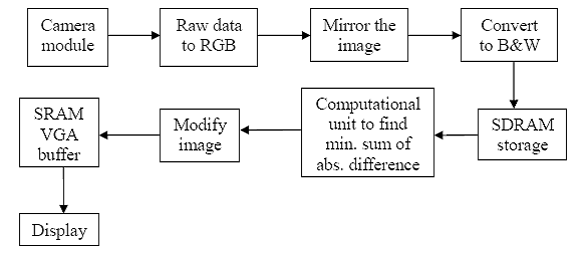 Camera
module
Raw data
to RGB
Mirror the
image
Convert
to B&W
SDRAM
storage
Computational
unit to find
min. sum of
abs. difference
Modify
image
SRAM
VGA
buffer
Display